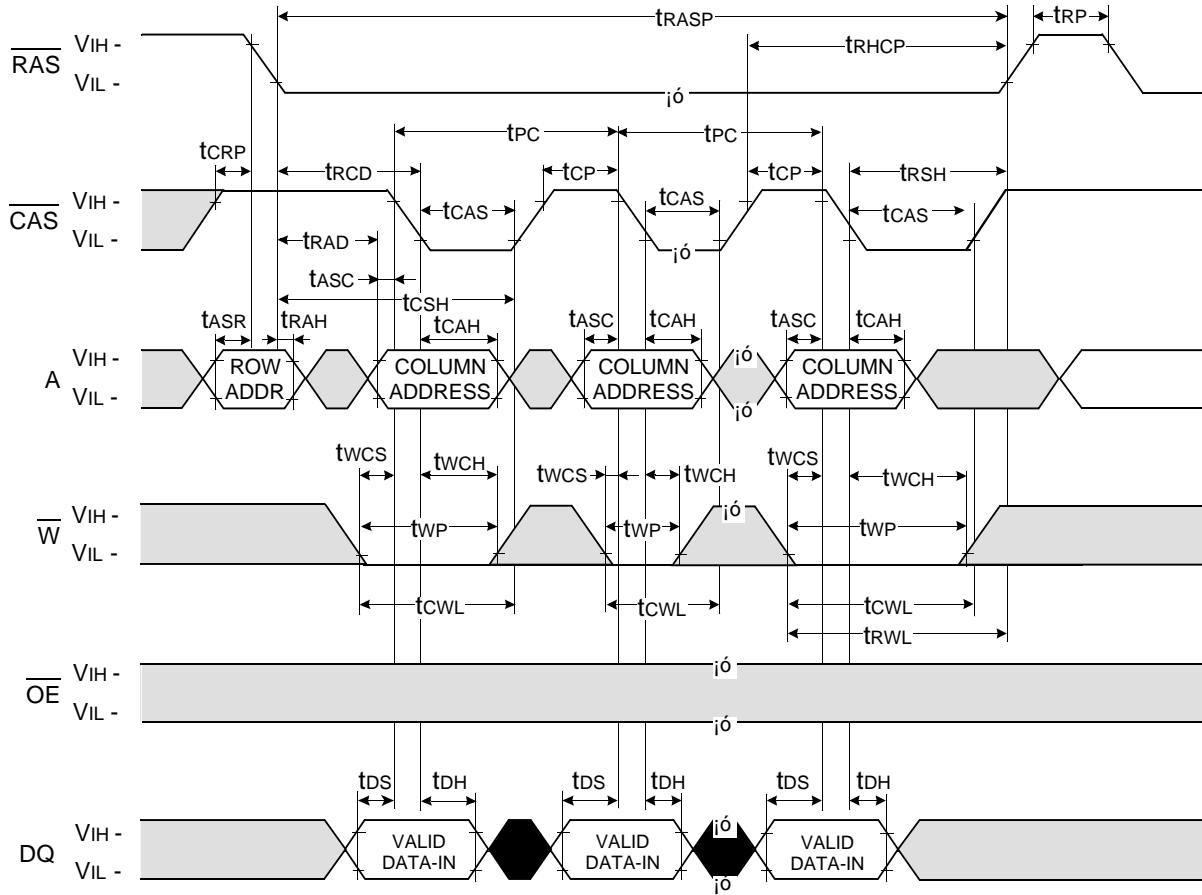 tRASP
tRP
RAS
VIH -
VIL -
tRHCP
¡ó
tPC
tPC
tCRP
tRCD
tCP
tCP
tRSH
CAS
VIH -
VIL -
tCAS
tCAS
tCAS
¡ó
tRAD
tASC
tCSH
tASR
tRAH
tCAH
tASC
tCAH
tASC
tCAH
A
VIH -
VIL -
ROW
ADDR
COLUMN
ADDRESS
COLUMN
ADDRESS
¡ó
¡ó
COLUMN
ADDRESS
tWCS
tWCH
tWCS
tWCH
tWCS
tWCH
W
VIH -
VIL -
tWP
tWP
¡ó
tWP
tCWL
tCWL
tCWL
tRWL
OE
VIH -
VIL -
¡ó
¡ó
tDS
tDH
tDS
tDH
tDS
tDH
DQ
VIH -
VIL -
VALID
DATA-IN
VALID
DATA-IN
¡ó
¡ó
VALID
DATA-IN